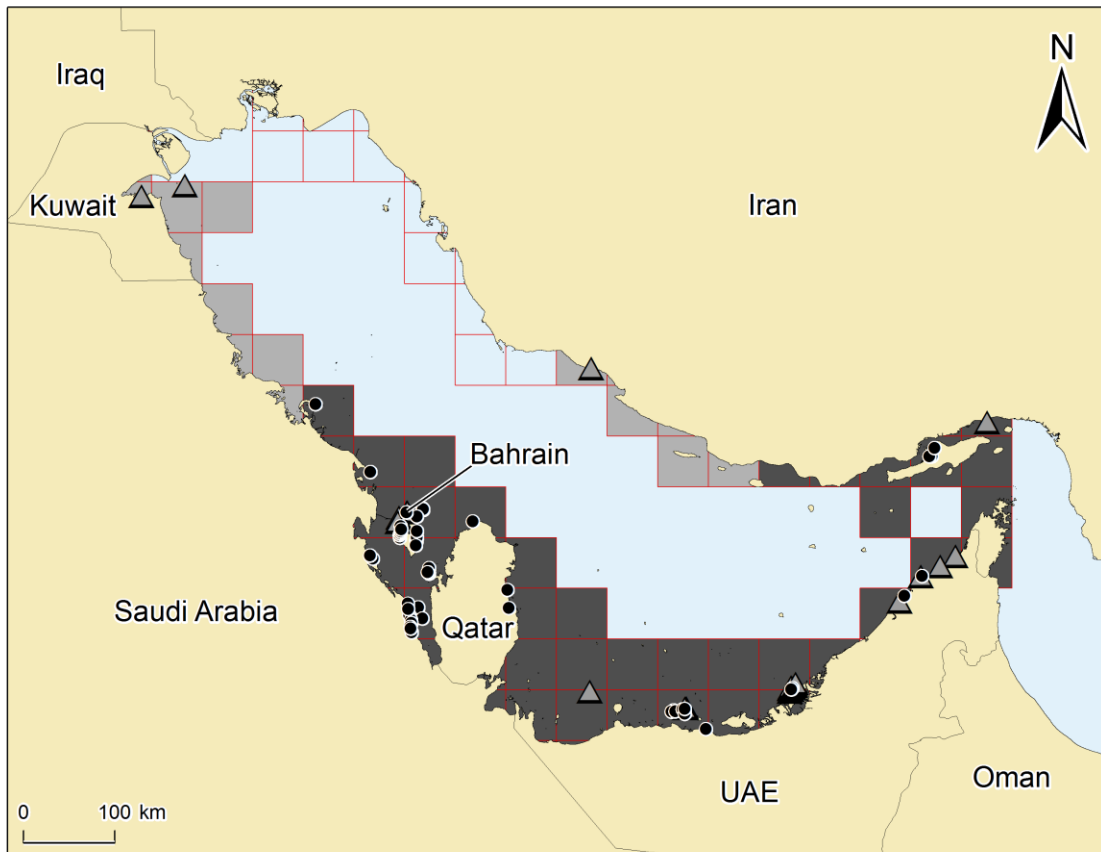 N
Iraq
Kuwait
Iran
Bahrain
Saudi Arabia
Qatar
UAE
Oman
0 100 km